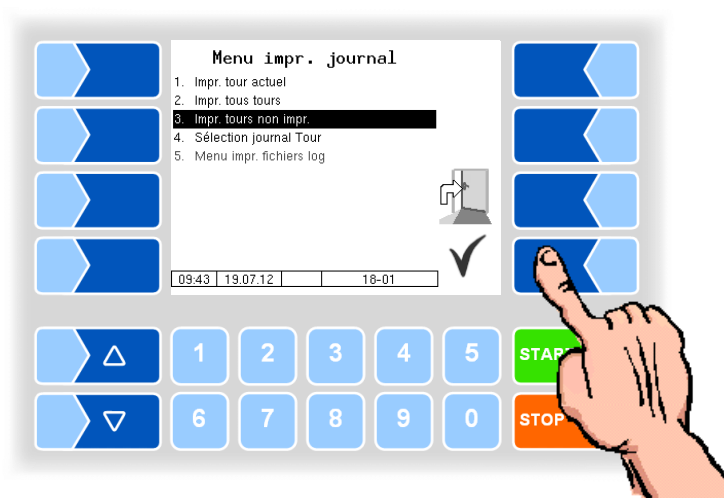 Menu impr. journal
1. Impr. tour actuel
2. Impr. tous tours
3. Impr. tours non impr.
4. Sélection journal Tour
5. Menu impr. fichiers log
09:43 19.07.12 18-01
1 2 3 4 5 START
6 7 8 9 0 STOP